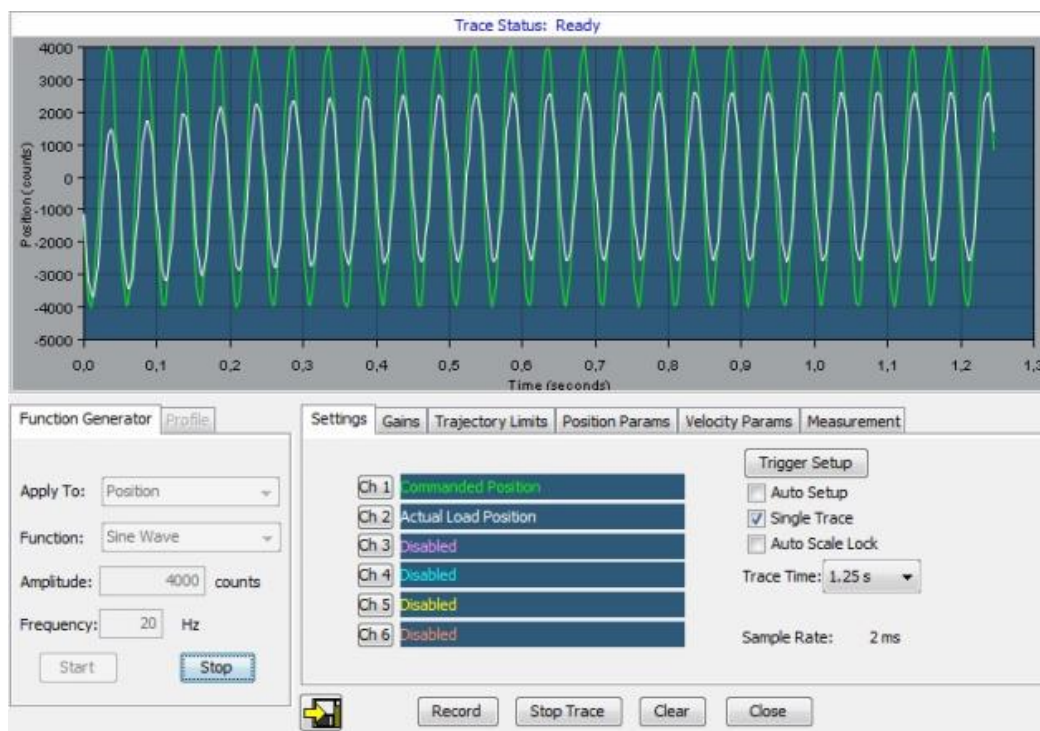 Trace Status: Ready
4000
3000
2000
1000
0
-1000
-2000
-3000
-4000
-5000
Position (counts)
0,0 0,1 0,2 0,3 0,4 0,5 0,6 0,7 0,8 0,9 1,0 1,1 1,2 1,3
Time (seconds)
Function Generator Profile
Apply To: Position
Function: Sine Wave
Amplitude: 4000 counts
Frequency: 20 Hz
Start Stop
Settings Gains Trajectory Limits Position Params Velocity Params Measurement
Ch 1 Commanded Position
Ch 2 Actual Load Position
Ch 3 Disabled
Ch 4 Disabled
Ch 5 Disabled
Ch 6 Disabled
Trigger Setup
Auto Setup
Single Trace
Auto Scale Lock
Trace Time: 1.25 s
Sample Rate: 2 ms
Record Stop Trace Clear Close